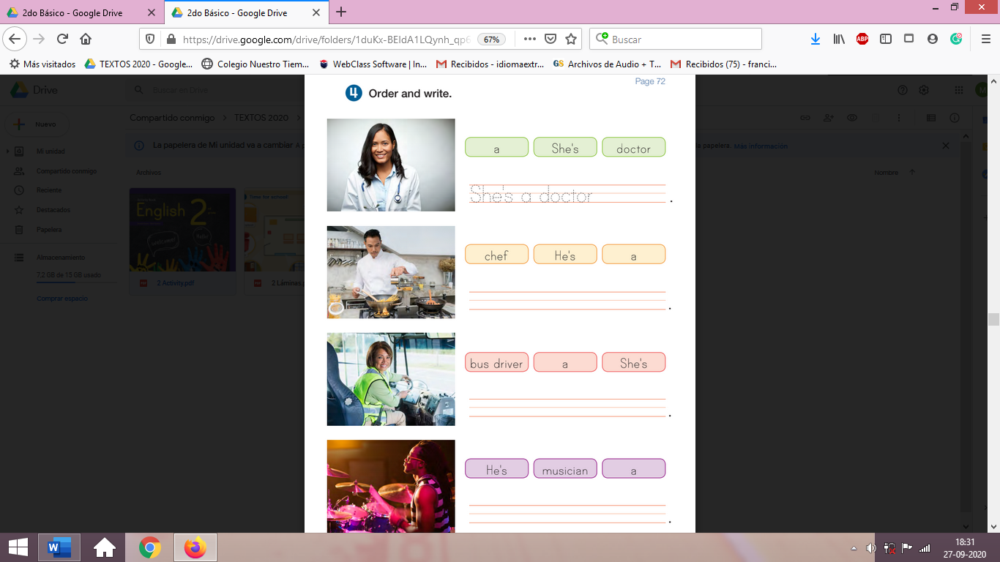 2do Básico - Google Drive
2do Básico - Google Drive
https://drive.google.com/drive/folders/1duKx-BEIdA1LQynh_qp6
67%
Buscar
Más visitados
TEXTOS 2020 - Google...
Colegio Nuestro Tiem...
WebClass Software | In...
Recibidos - idiomaextr...
Archivos de Audio + T...
Recibidos (75) - franci...
Drive
Buscar en Drive
Nuevo
Compartido conmigo
TEXTOS 2020
La papelera de Mi unidad va a cambiar
papelera. Más información
Mi unidad
Compartido conmigo
Reciente
Destacados
Papelera
Almacenamiento
7,2 GB de 15 GB usado
Comprar espacio
Archivos
Nombre
English 2
Hello!
Time for school!
2 Activity.pdf
2 Láminas.p
Page 72
4 Order and write.
a She's doctor
She's a doctor.
chef He's a
.
bus driver a She's
.
He's musician a
.
18:31
27-09-2020